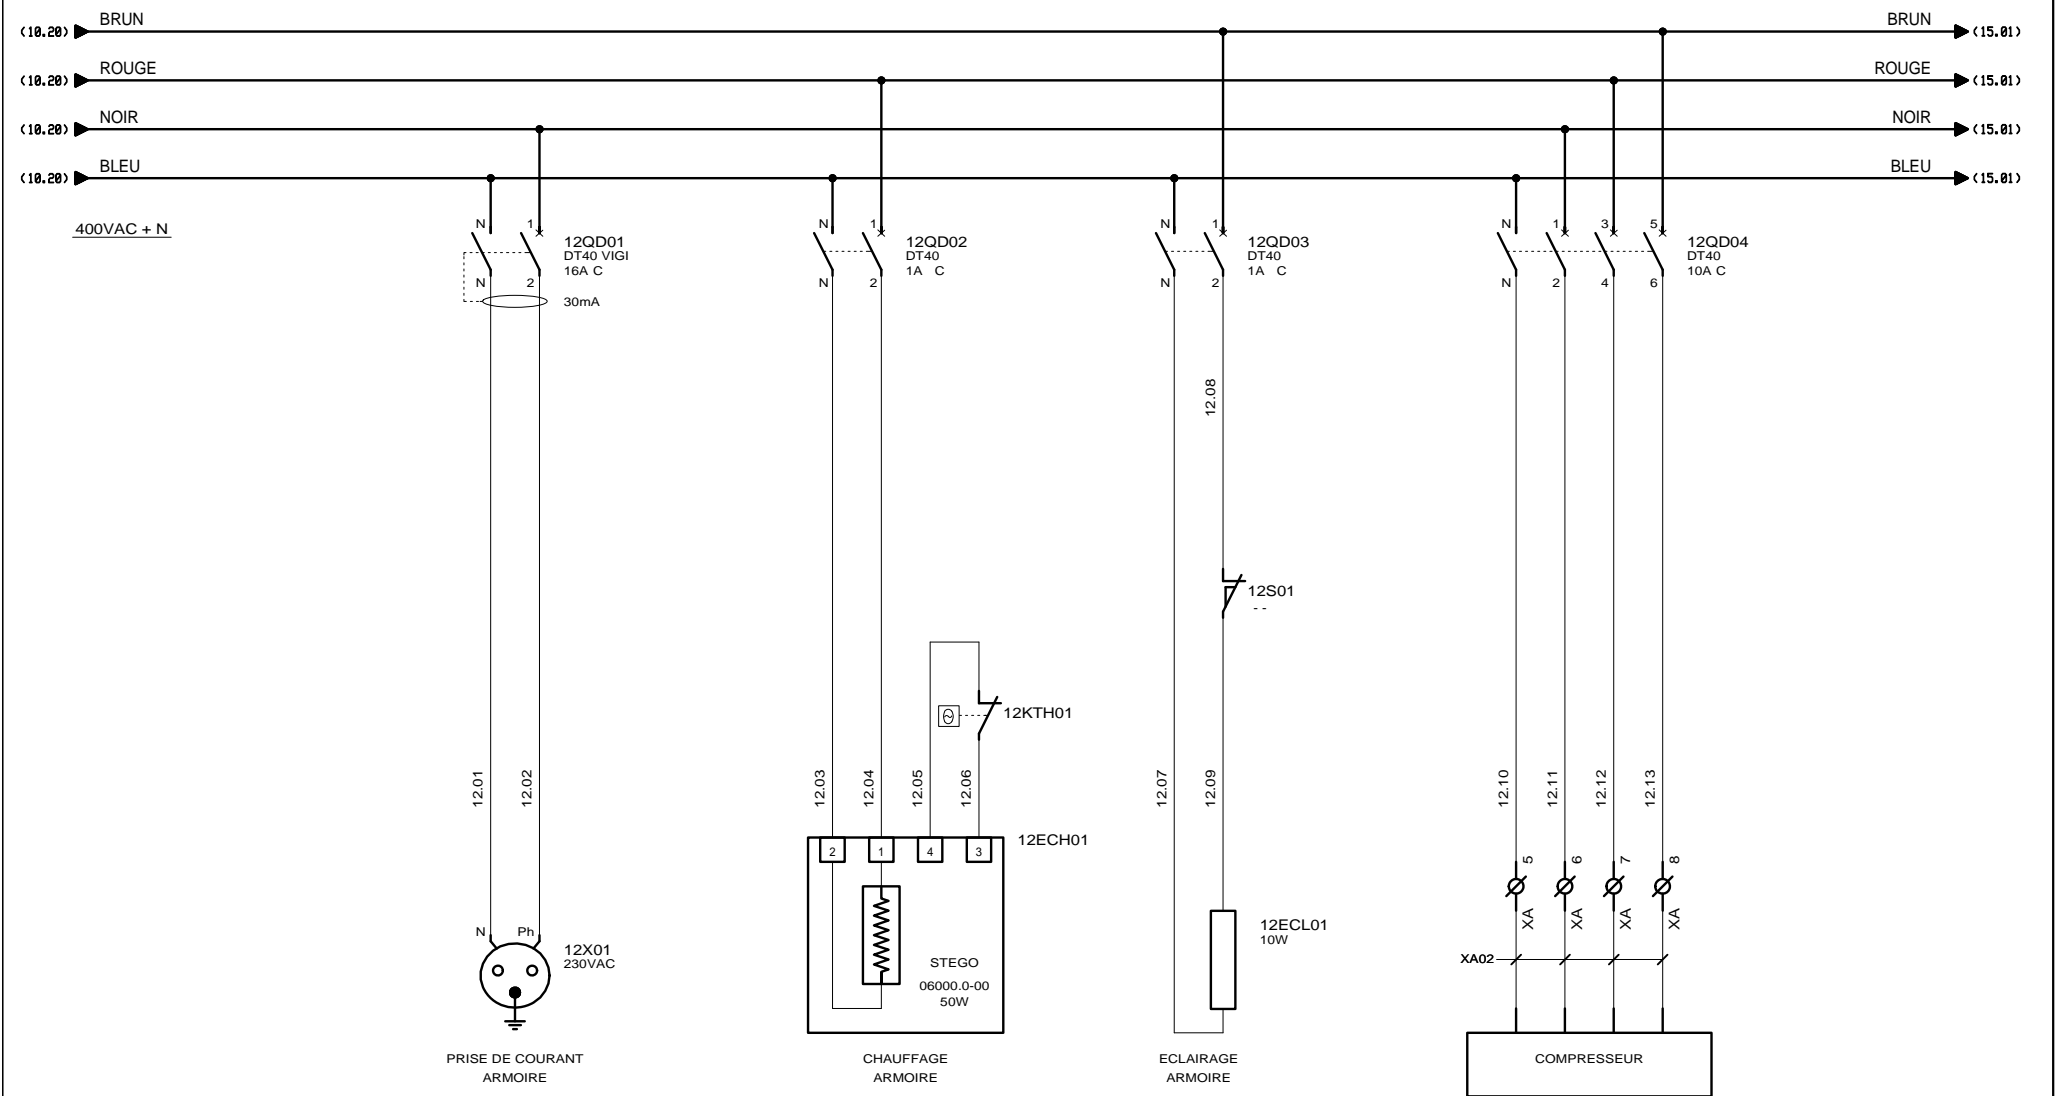 BRUN BRUN
(10.20) (15.01)
ROUGE ROUGE
(10.20) (15.01)
NOIR NOIR
(10.20) (15.01)
BLEU BLEU
(10.20) (15.01)
400VAC + N
N 1 N 1 N 1 N 1 3 5
12QD01 12QD02 12QD03 12QD04
DT40 VIGI DT40 DT40 DT40
16A C 1A C 1A C 10A C
N 2 N 2 N 2 N 2 4 6
30mA
12.08
12S01
- -
θ 12KTH01
12.01 12.02 12.03 12.04 12.05 12.06 12.07 12.09 12.10 12.11 12.12 12.13
12ECH01
2 1 4 3
5 6 7 8
XA XA XA XA
N Ph
12X01
230VAC
12ECL01
10W
XA02
STEGO
06000.0-00
50W
PRISE DE COURANT
ARMOIRE
CHAUFFAGE
ARMOIRE
ECLAIRAGE
ARMOIRE
COMPRESSEUR